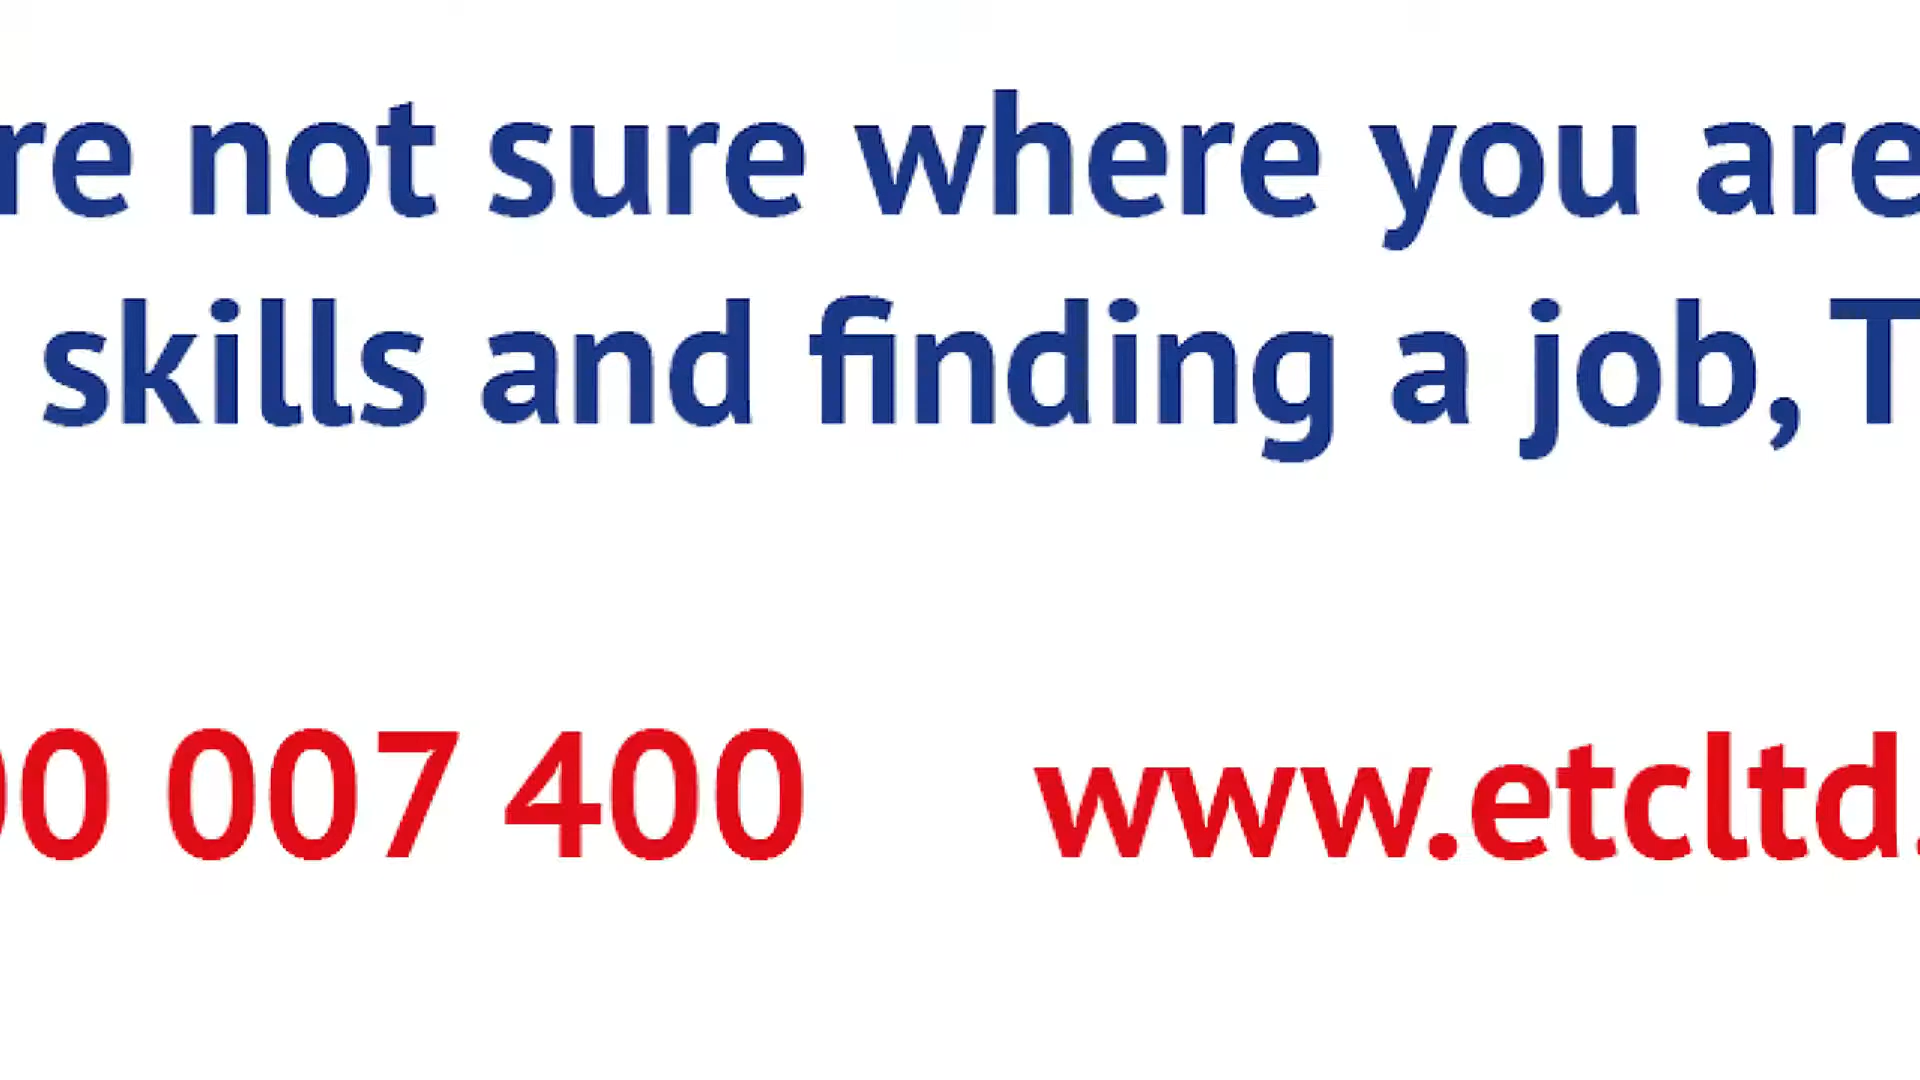 re not sure where you are
skills and finding a job, T
00 007 400 www.etcltd.